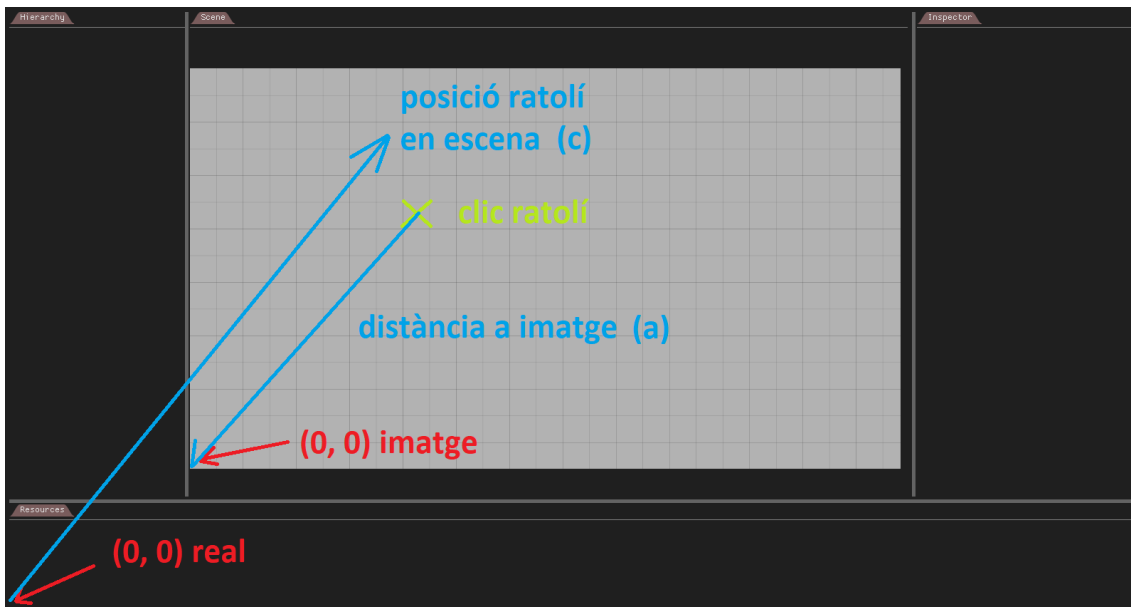 Hierarchy
Scene
Inspector
posició ratolí
en escena (c)
clic ratolí
distància a imatge (a)
(0, 0) imatge
Resources
(0, 0) real